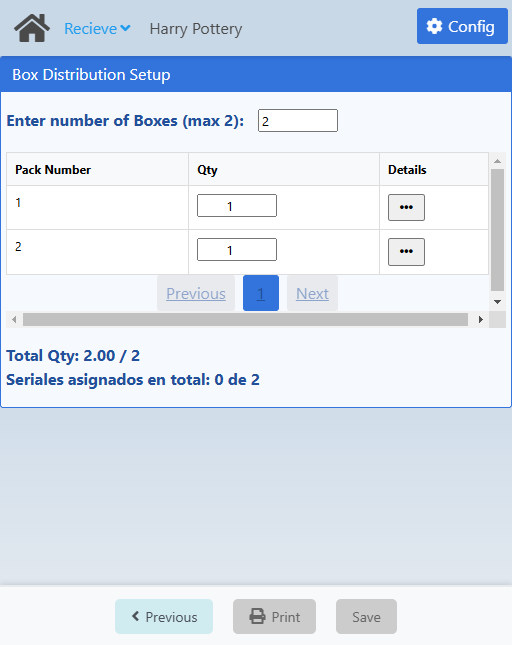 Recieve Harry Pottery Config
Box Distribution Setup
Enter number of Boxes (max 2): 2
Pack Number Qty Details
1 1 •••
2 1 •••
Previous 1 Next
Total Qty: 2.00 / 2
Seriales asignados en total: 0 de 2
Previous Print Save